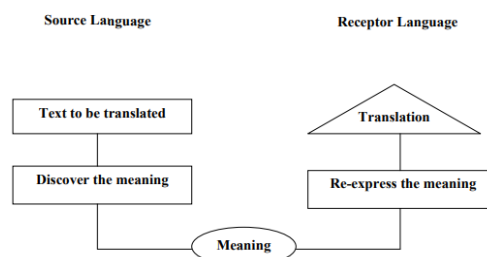 Source Language
Receptor Language
Text to be translated
Translation
Discover the meaning
Re-express the meaning
Meaning